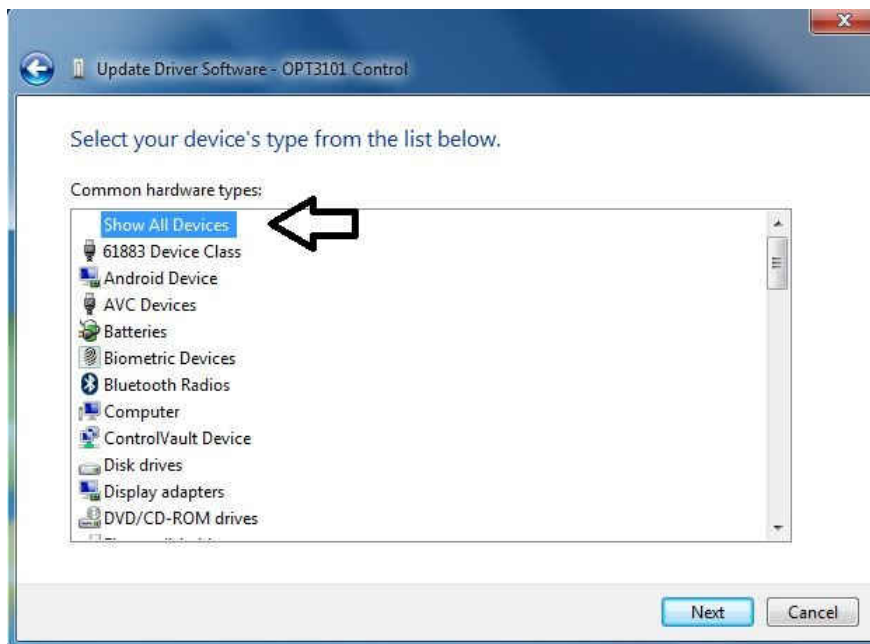 Update Driver Software - OPT3101 Control
Select your device's type from the list below.
Common hardware types:
Show All Devices
61883 Device Class
Android Device
AVC Devices
Batteries
Biometric Devices
Bluetooth Radios
Computer
ControlVault Device
Disk drives
Display adapters
DVD/CD-ROM drives
Next
Cancel